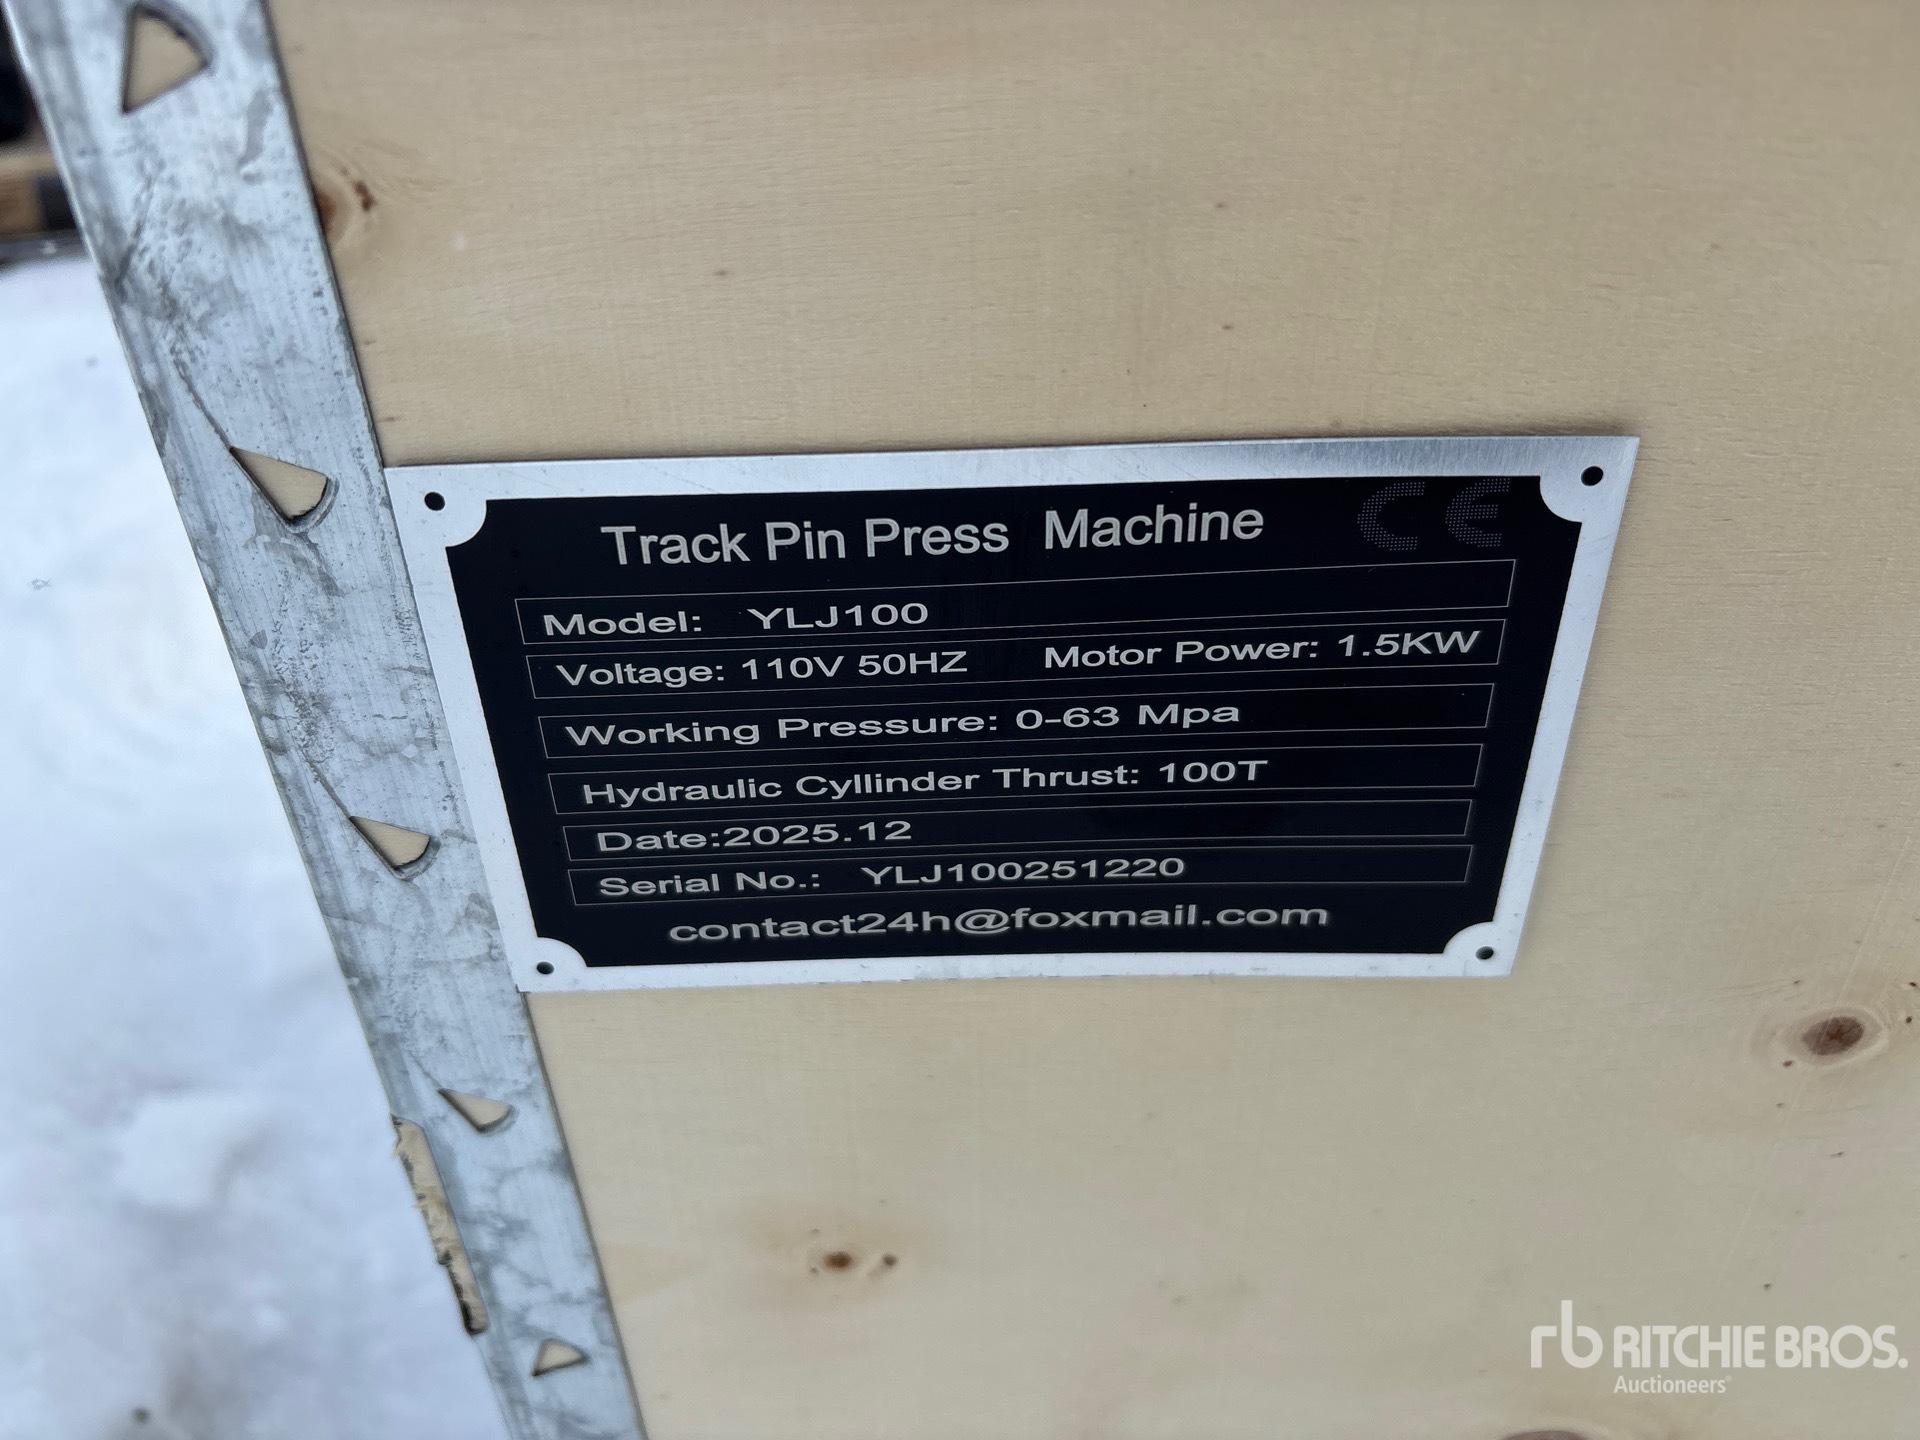 Track Pin Press Machine CE
Model: YLJ100
Voltage: 110V 50HZ Motor Power: 1.5KW
Working Pressure: 0-63 Mpa
Hydraulic Cyllinder Thrust: 100T
Date:2025.12
Serial No.: YLJ100251220
contact24h@foxmail.com
rb RITCHIE BROS.
Auctioneers